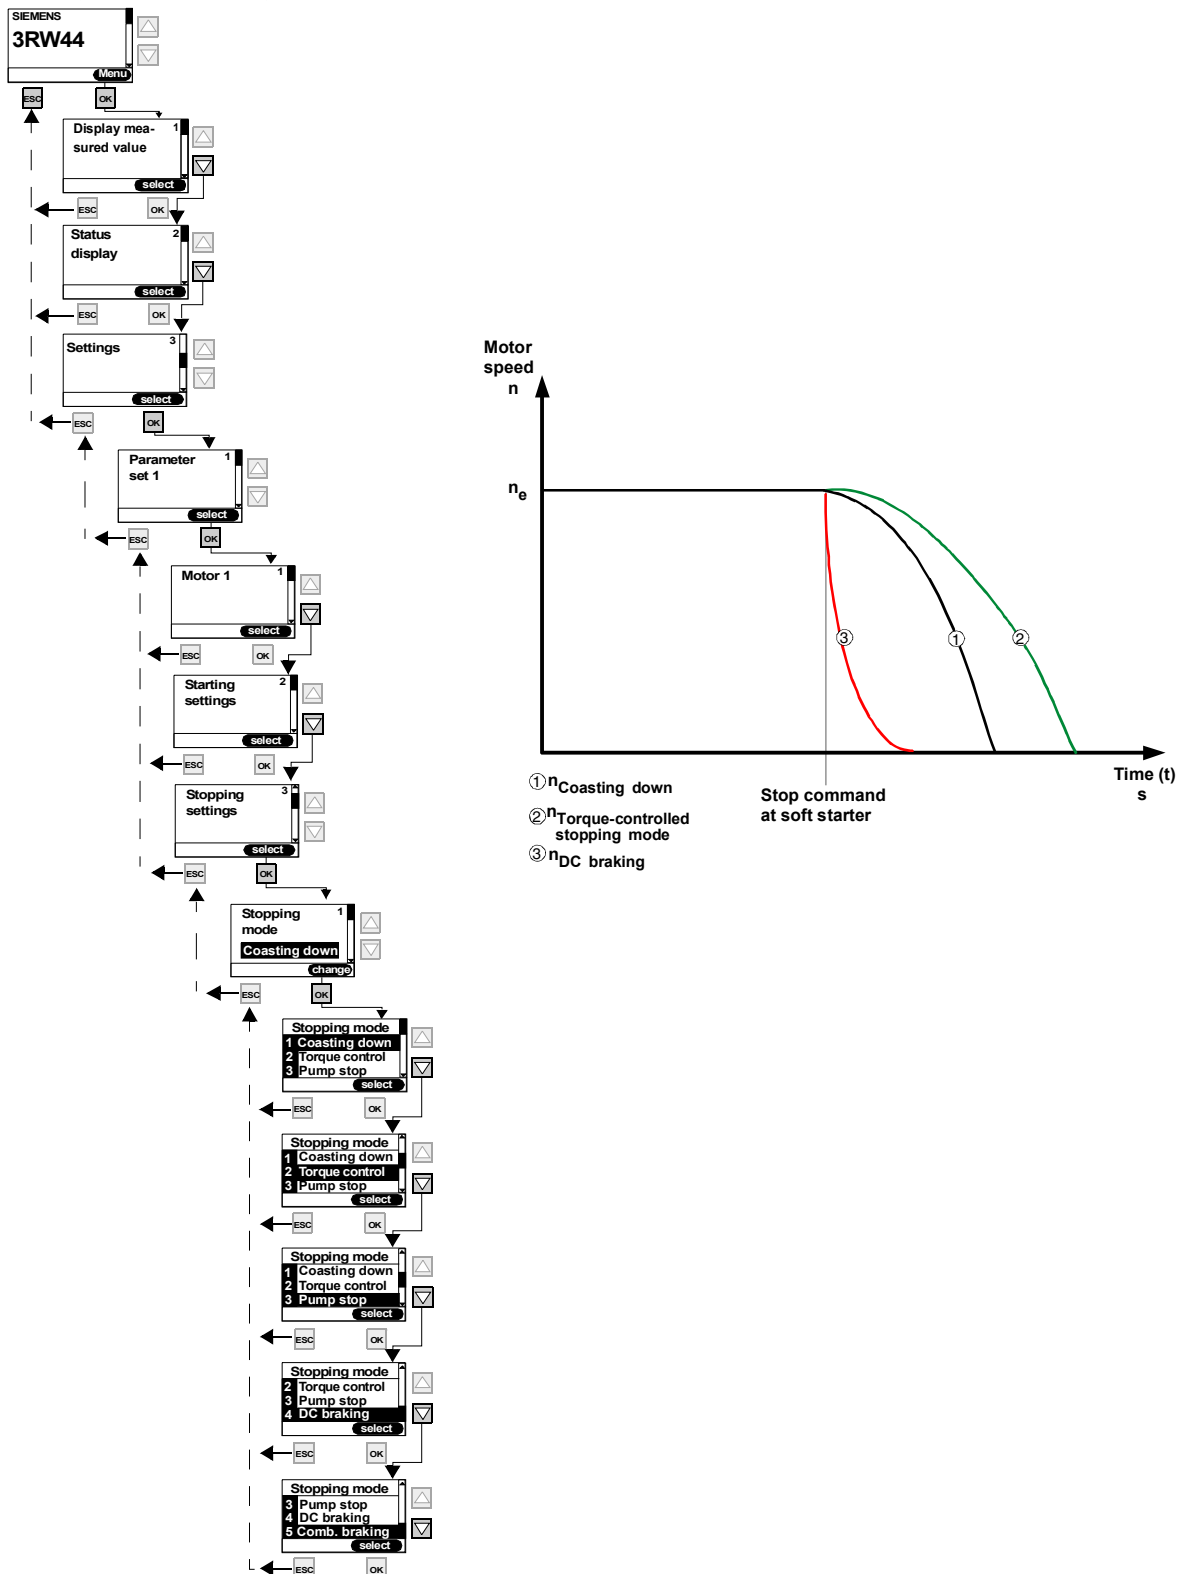 SIEMENS
3RW44
Menu
ESC
OK
Display mea-
sured value
1
select
ESC
OK
Status
display
2
select
ESC
OK
Settings
3
select
ESC
OK
Parameter
set 1
1
select
ESC
OK
Motor 1
1
select
ESC
OK
Starting
settings
2
select
ESC
OK
Stopping
settings
3
select
ESC
OK
Stopping
mode
1
Coasting down
change
ESC
OK
Stopping mode
1 Coasting down
2 Torque control
3 Pump stop
select
ESC
OK
Stopping mode
1 Coasting down
2 Torque control
3 Pump stop
select
ESC
OK
Stopping mode
1 Coasting down
2 Torque control
3 Pump stop
select
ESC
OK
Stopping mode
2 Torque control
3 Pump stop
4 DC braking
select
ESC
OK
Stopping mode
3 Pump stop
4 DC braking
5 Comb. braking
select
ESC
OK
Motor
speed
n
ne
3
1
2
Time (t)
s
Stop command
at soft starter
① nCoasting down
② nTorque-controlled
stopping mode
③ nDC braking